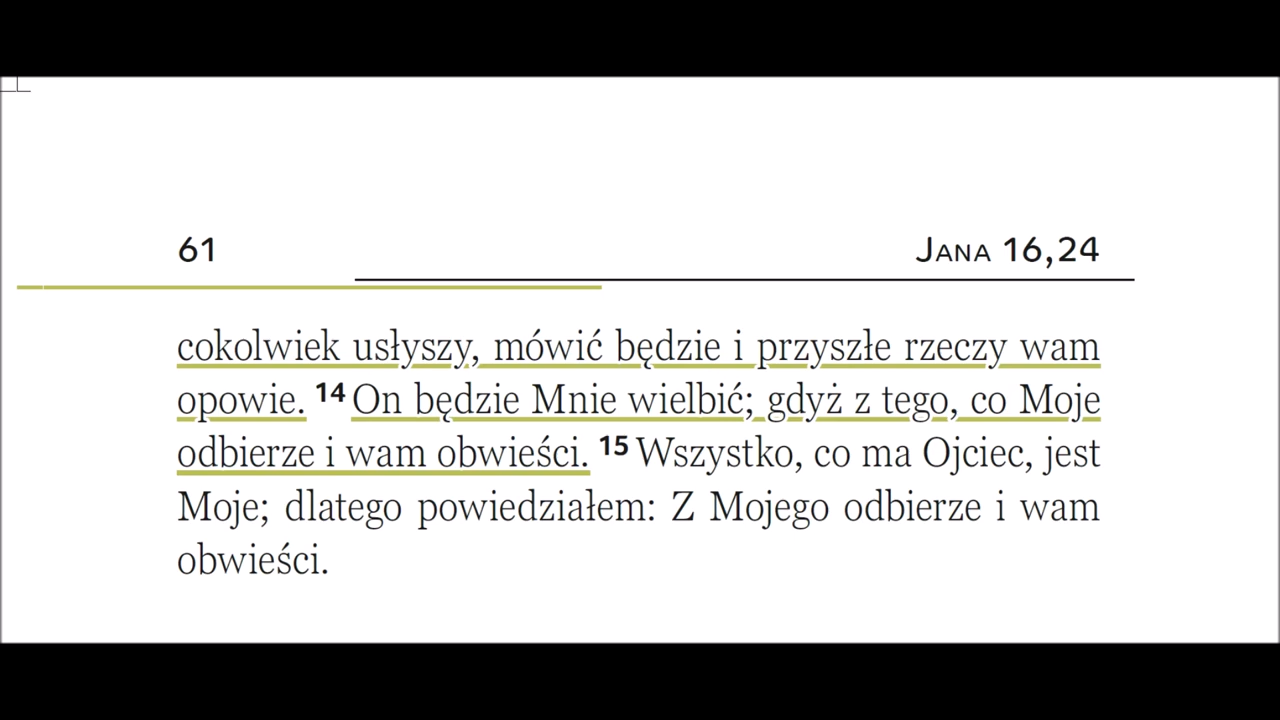 61 Jana 16,24
cokolwiek usłyszy, mówić będzie i przyszłe rzeczy wam
opowie. 14 On będzie Mnie wielbić; gdyż z tego, co Moje
odbierze i wam obwieści. 15 Wszystko, co ma Ojciec, jest
Moje; dlatego powiedziałem: Z Mojego odbierze i wam
obwieści.